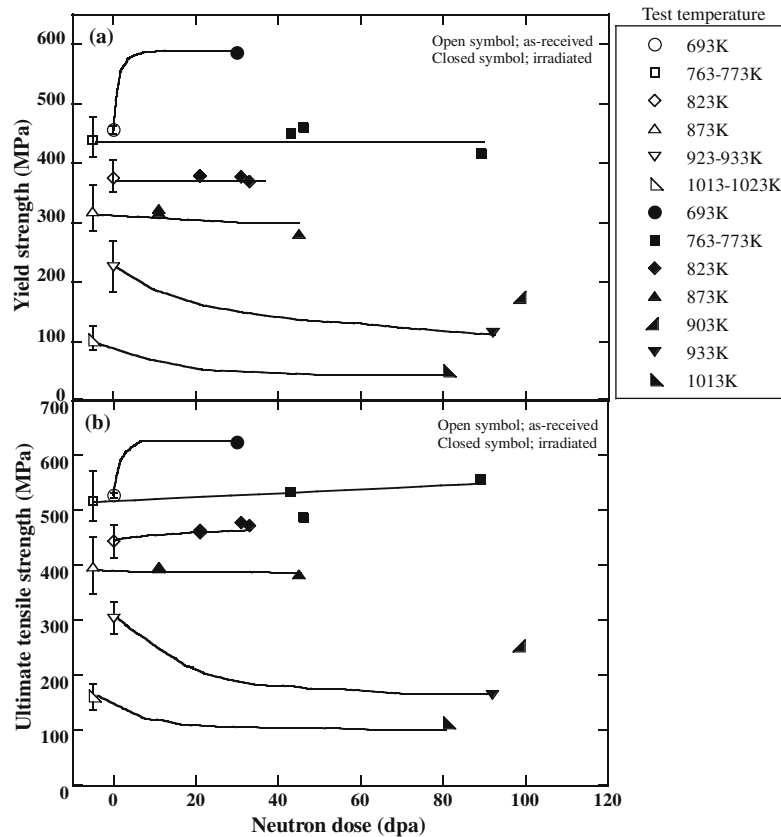 Test temperature
693K
763-773K
823K
873K
923-933K
1013-1023K
693K
763-773K
823K
873K
903K
933K
1013K
(a)
Open symbol; as-received
Closed symbol; irradiated
Yield strength (MPa)
600
500
400
300
200
100
0
(b)
Open symbol; as-received
Closed symbol; irradiated
Ultimate tensile strength (MPa)
700
600
500
400
300
200
100
0
0 20 40 60 80 100 120
Neutron dose (dpa)